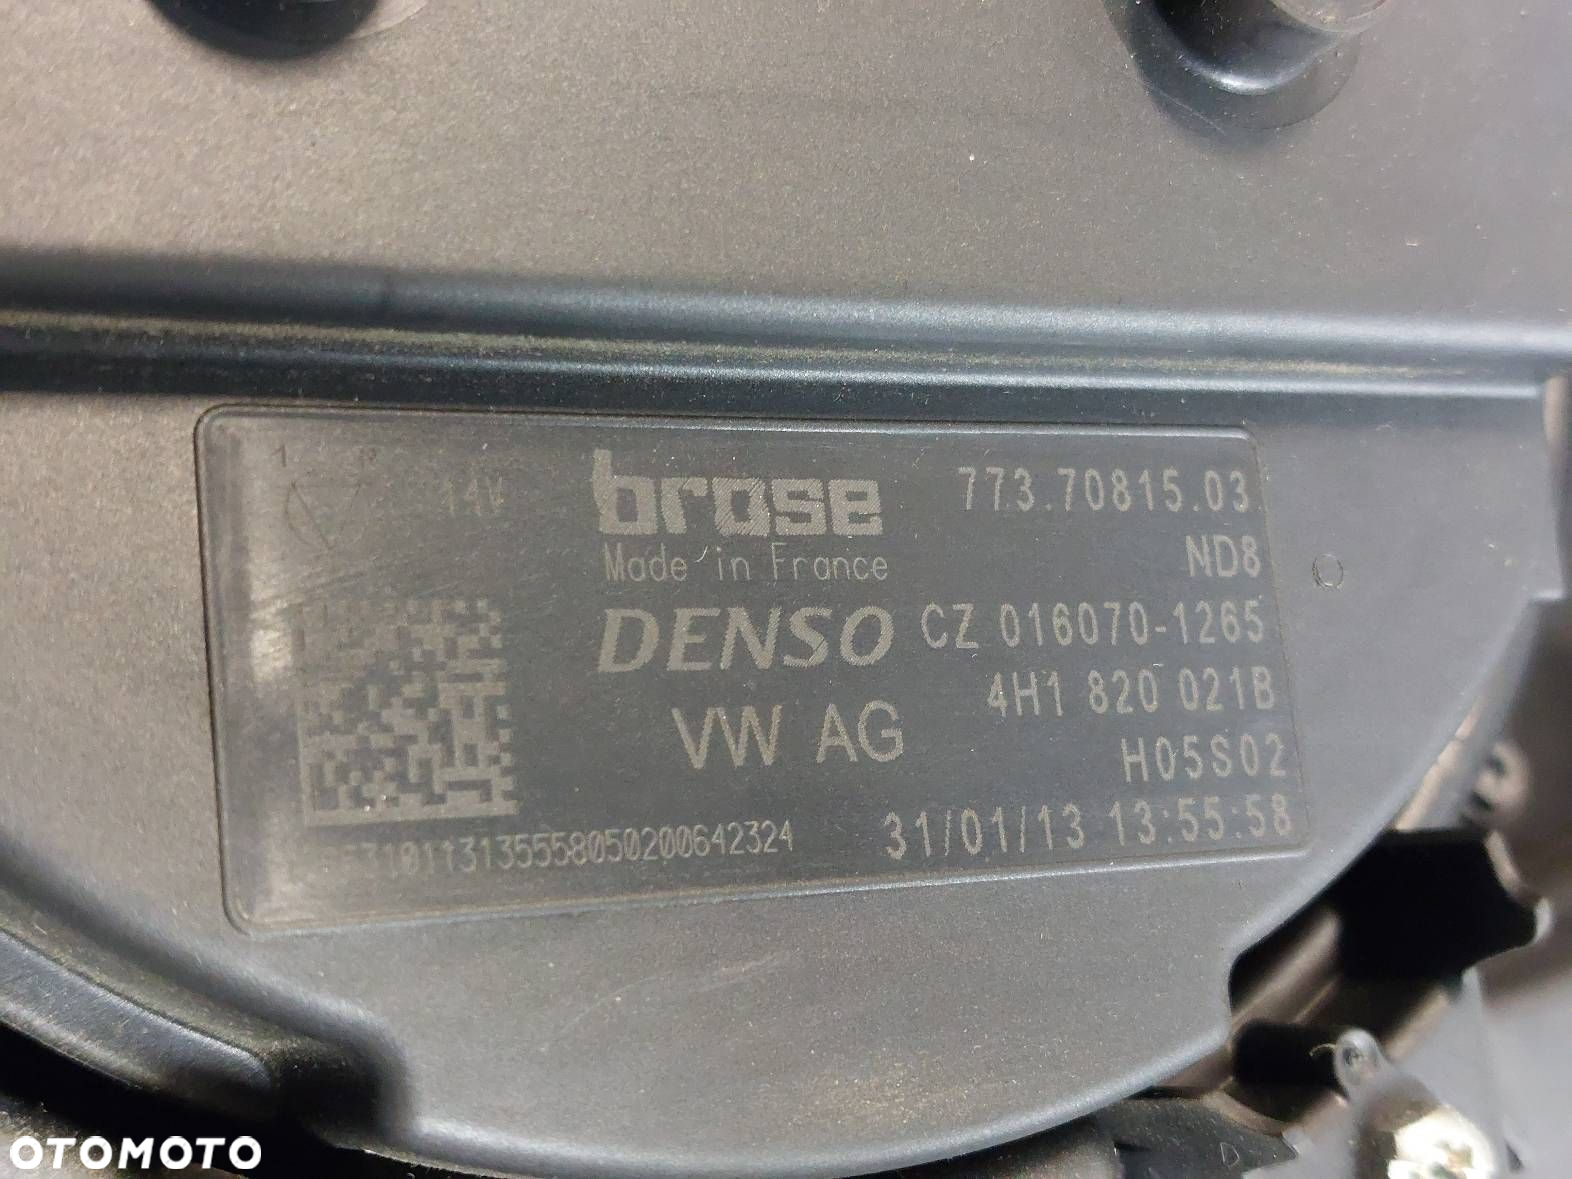 14V
brose
773.70815.03
Made in France
ND8
DENSO
CZ 016070-1265
4H1 820 021B
VW AG
H05S02
31/01/13 13:55:58
OTOMOTO